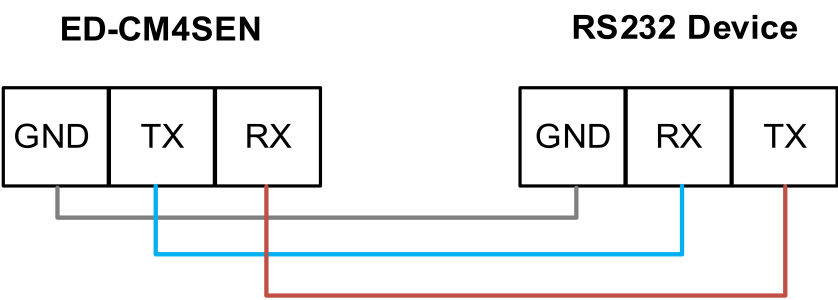 ED-CM4SEN
RS232 Device
GND TX RX
GND RX TX